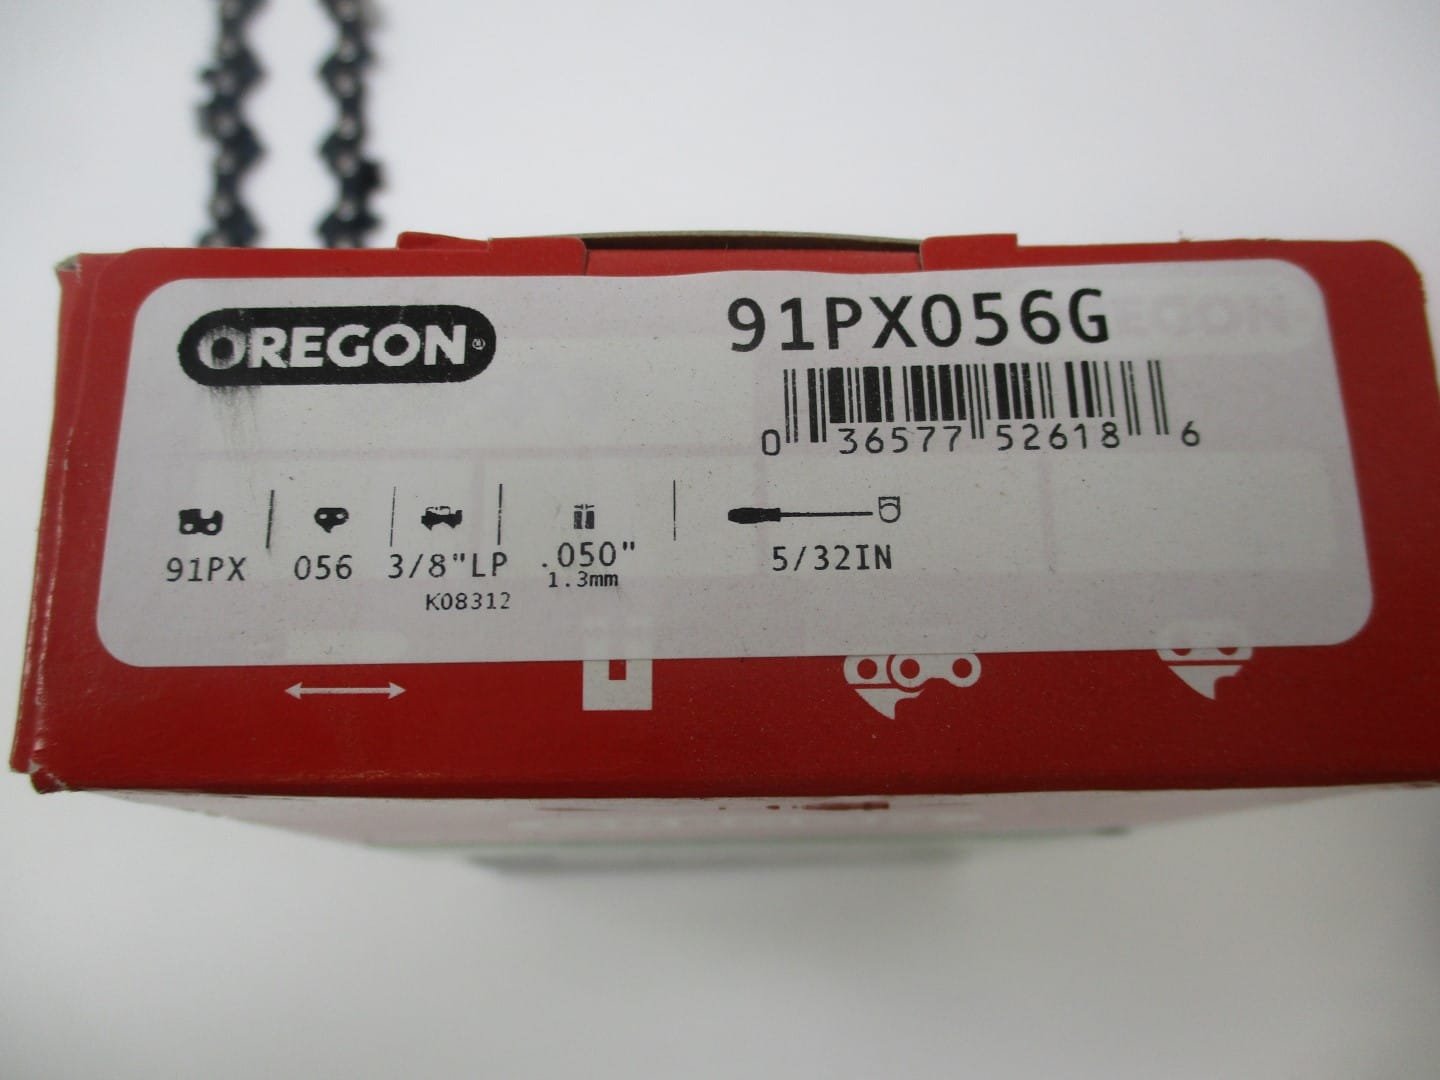 OREGON®
91PX056G
0 36577 52618 6
91PX 056 3/8"LP .050" 5/32IN
1.3mm
K08312